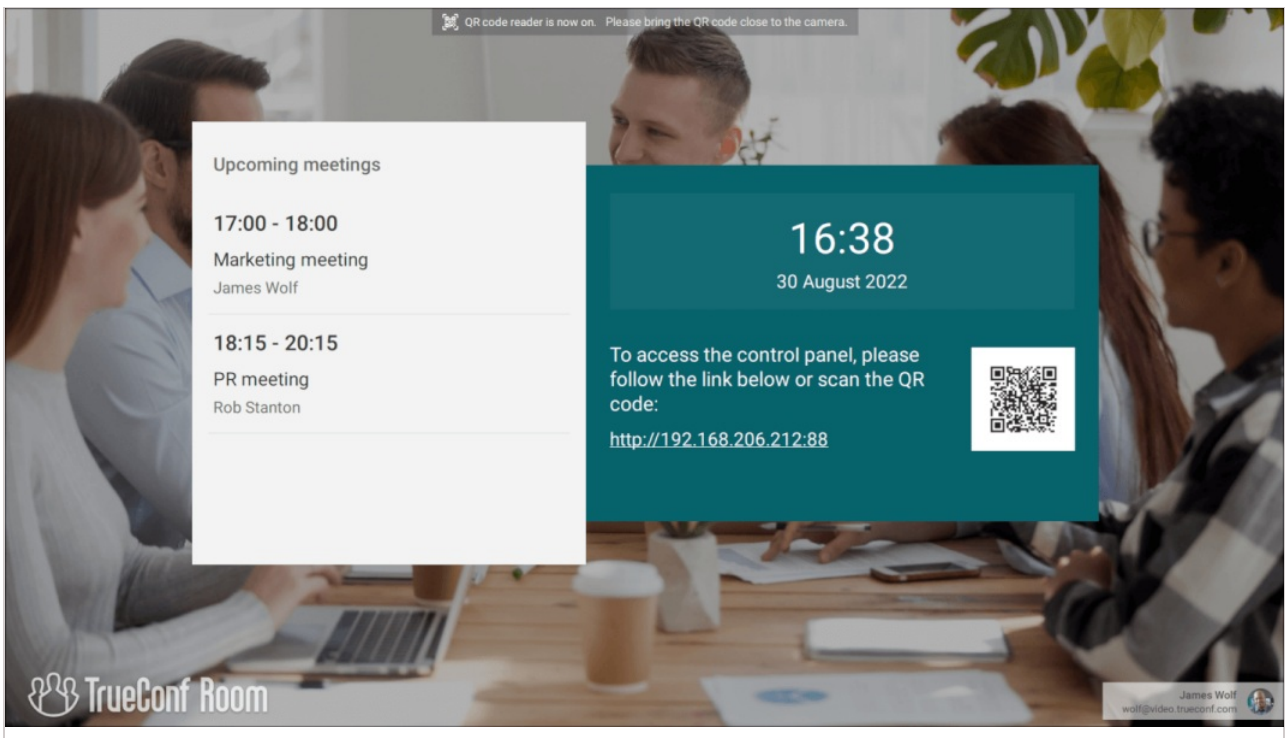 QR code reader is now on. Please bring the QR code close to the camera.
Upcoming meetings
17:00 - 18:00
Marketing meeting
James Wolf
18:15 - 20:15
PR meeting
Rob Stanton
16:38
30 August 2022
To access the control panel, please
follow the link below or scan the QR
code:
http://192.168.206.212:88
TrueConf Room
James Wolf
wolf@video.trueconf.com